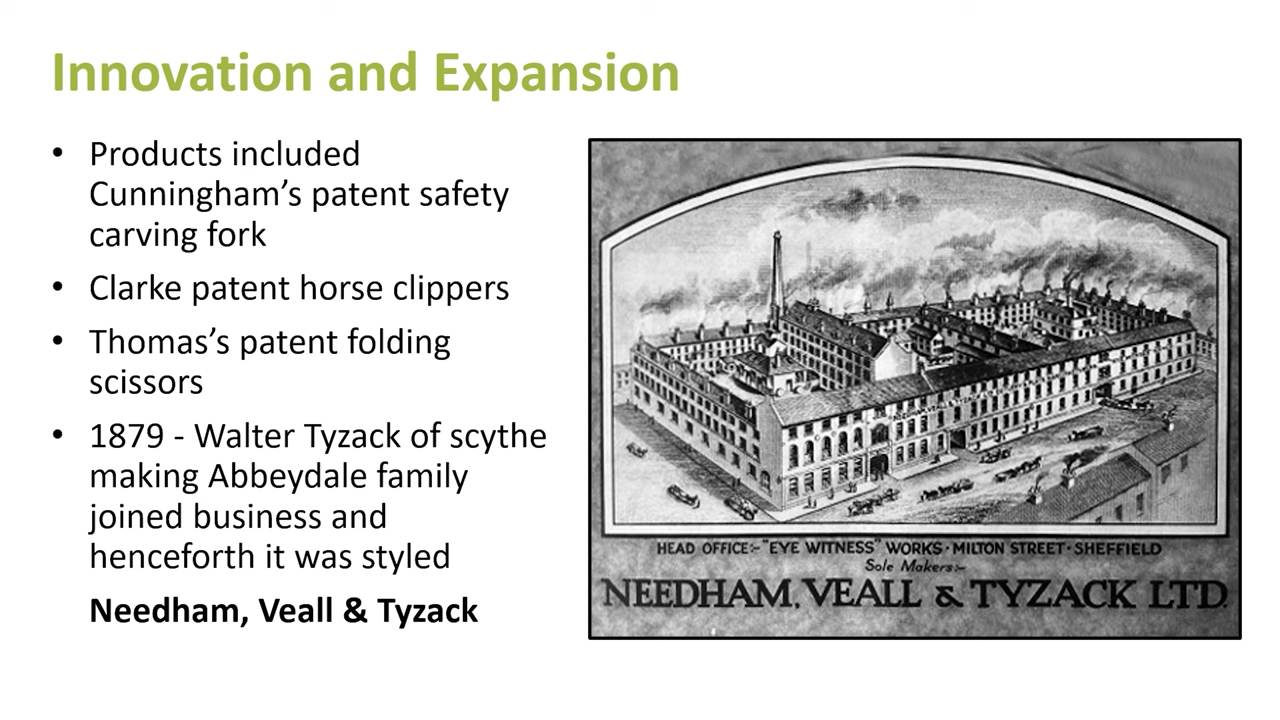 Innovation and Expansion
• Products included
Cunningham’s patent safety
carving fork
• Clarke patent horse clippers
• Thomas’s patent folding
scissors
• 1879 - Walter Tyzack of scythe
making Abbeydale family
joined business and
henceforth it was styled
Needham, Veall & Tyzack
HEAD OFFICE:- "EYE WITNESS" WORKS · MILTON STREET · SHEFFIELD
Sole Makers:-
NEEDHAM, VEALL & TYZACK LTD.